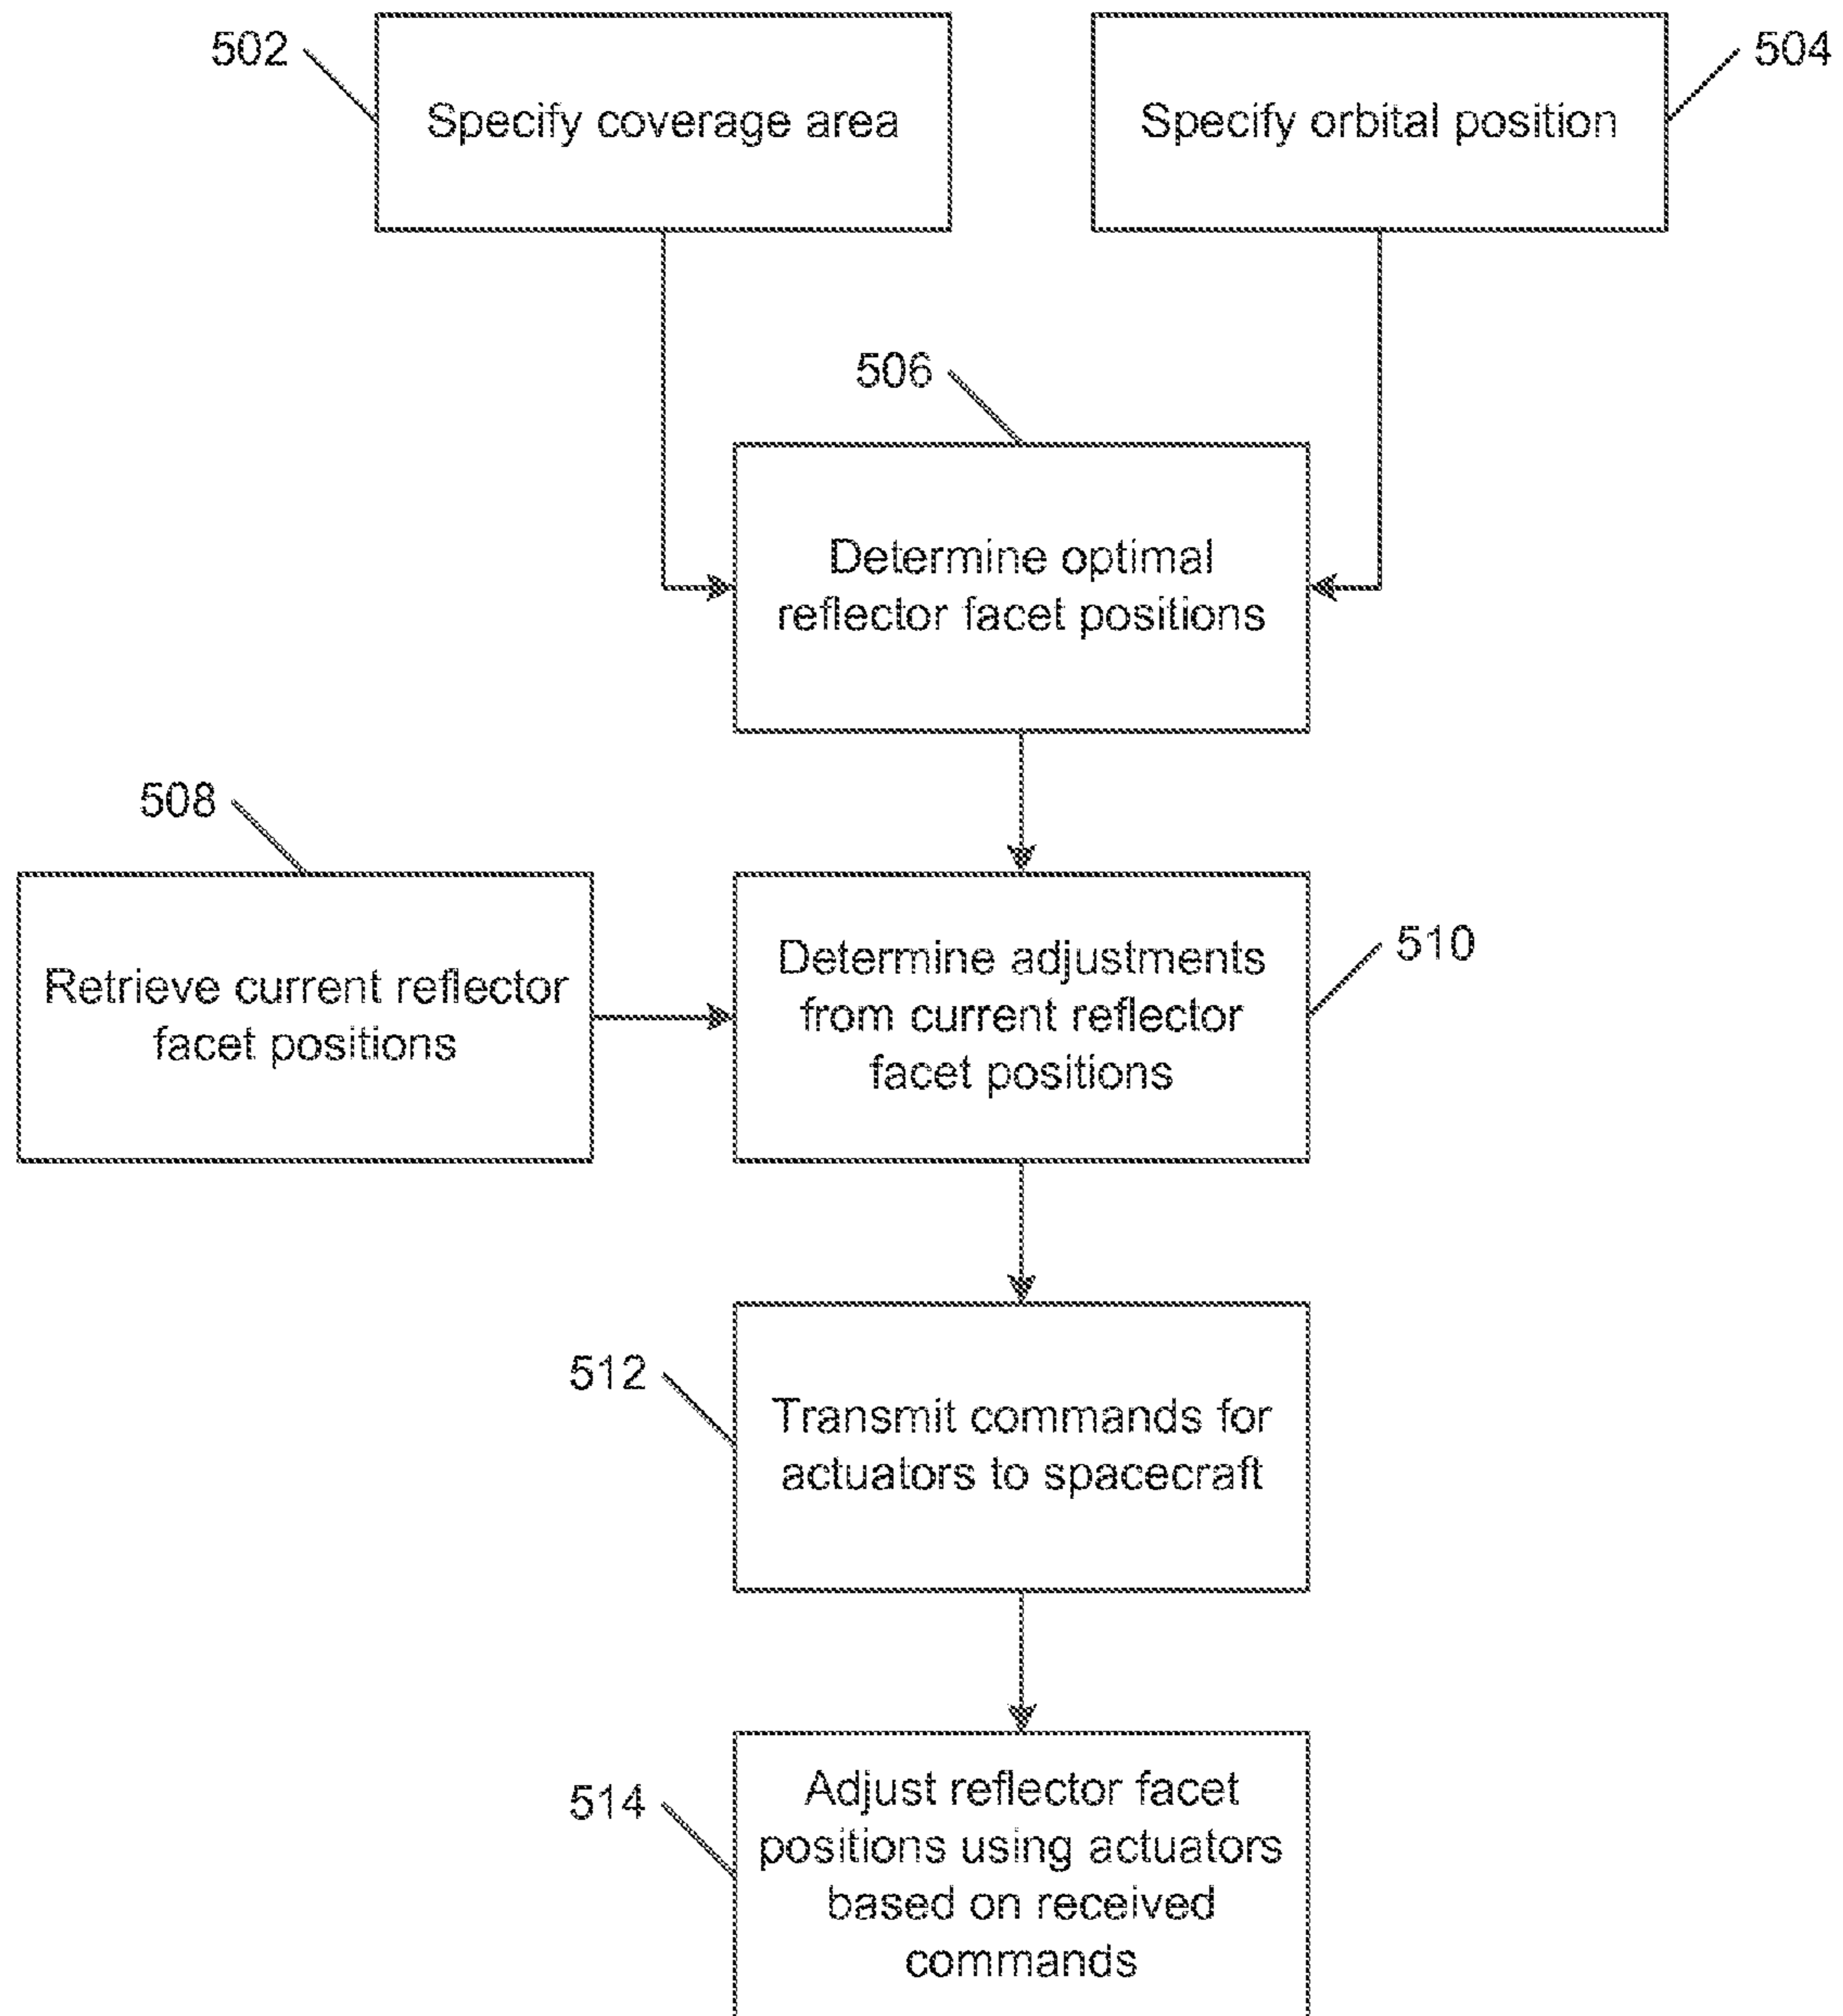 502
Specify coverage area
504
Specify orbital position
506
Determine optimal
reflector facet positions
508
Retrieve current reflector
facet positions
510
Determine adjustments
from current reflector
facet positions
512
Transmit commands for
actuators to spacecraft
514
Adjust reflector facet
positions using actuators
based on received
commands